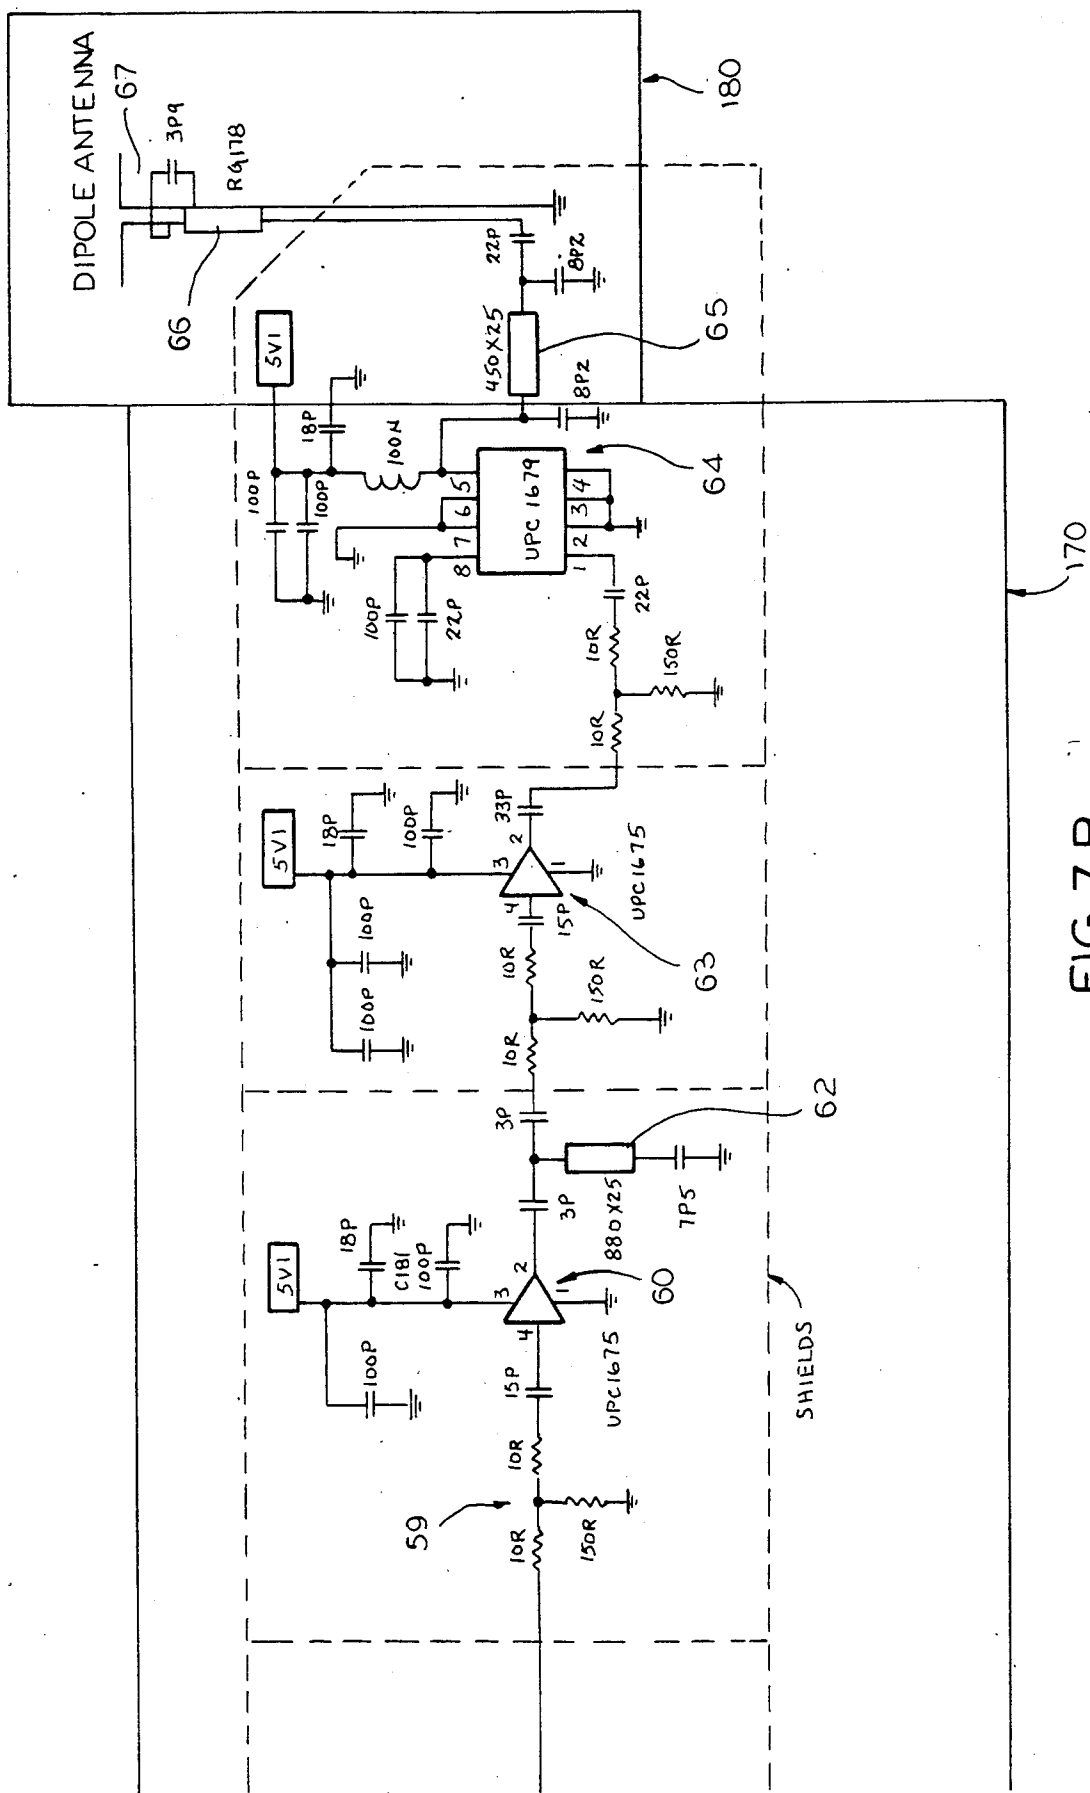 DIPOLE ANTENNA
67
3P9
RG178
66
180
5V1
100P
100P
18P
100N
100P
22P
8
7
6
5
UPC 1679
1
2
3
4
64
450X25
65
8P2
8P2
22P
22P
10R
10R
150R
170
5V1
18P
100P
100P
100P
33P
3
2
4
1
15P
UPC1675
63
10R
10R
150R
3P
3P
62
880X25
7P5
5V1
18P
C181
100P
100P
3
2
4
1
60
15P
UPC1675
10R
10R
150R
59
SHIELDS
FIG. 7B